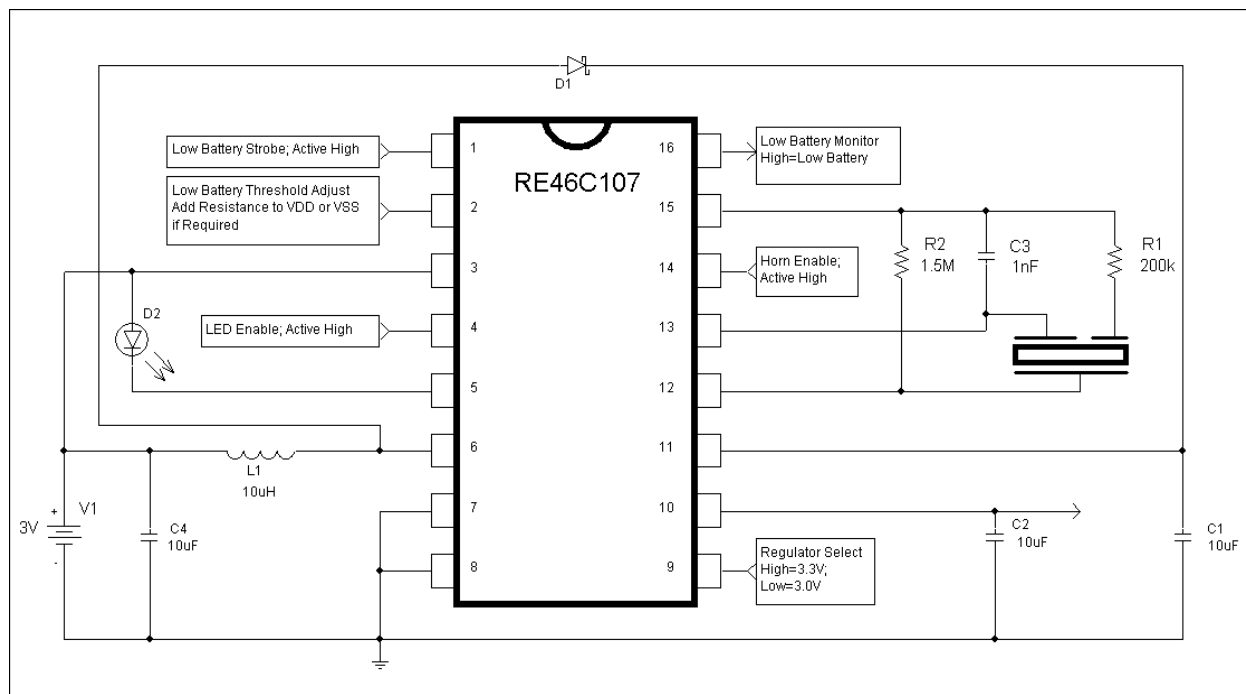 D1
Low Battery Strobe; Active High
1
16
Low Battery Monitor
High=Low Battery
RE46C107
Low Battery Threshold Adjust
Add Resistance to VDD or VSS
if Required
2
15
R2
1.5M
C3
1nF
R1
200k
3
14
Horn Enable;
Active High
D2
LED Enable; Active High
4
13
5
12
6
11
L1
10uH
+
V1
3V
-
C4
10uF
7
10
C2
10uF
C1
10uF
8
9
Regulator Select
High=3.3V;
Low=3.0V